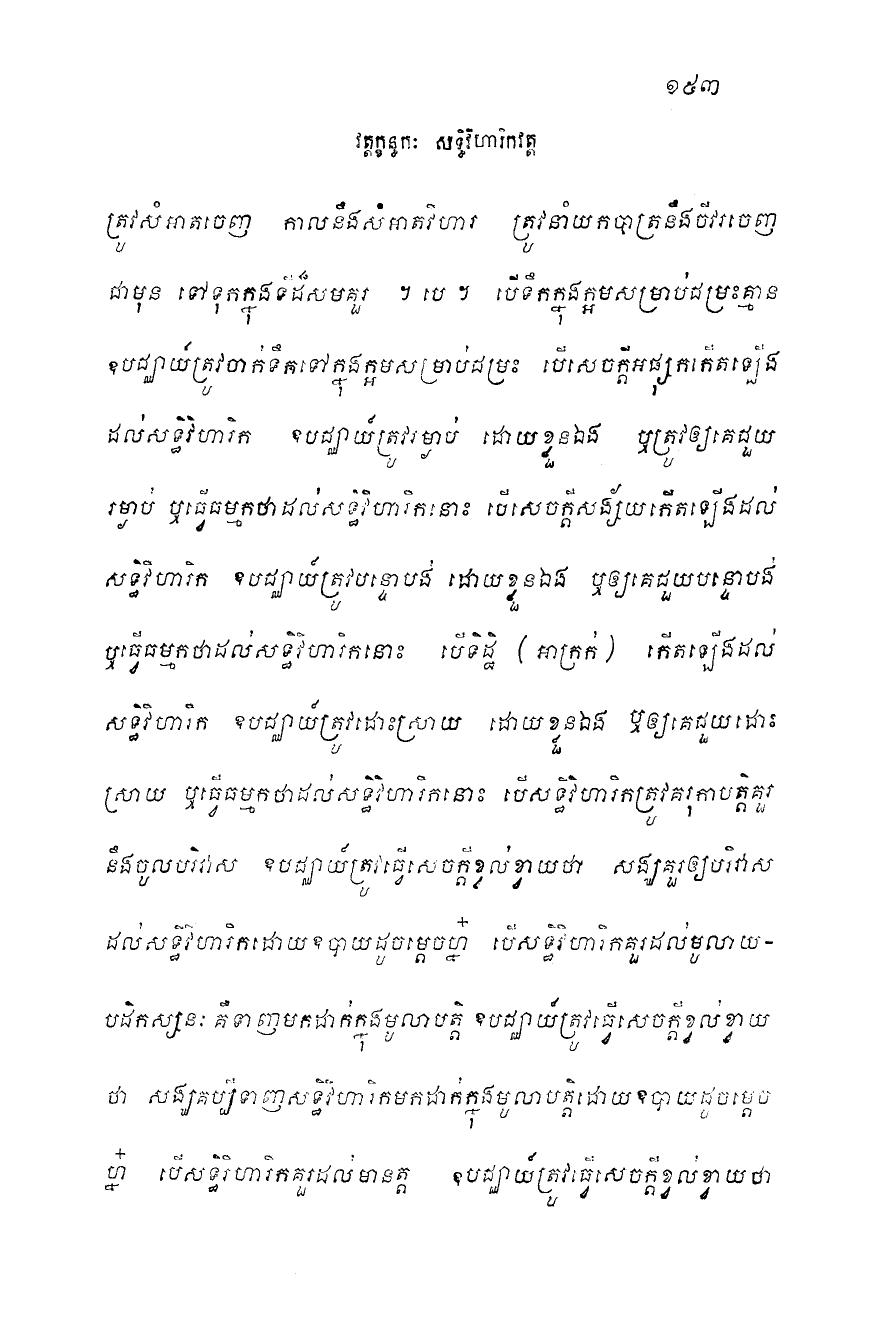 ១៥៣
វត្តក្ខន្ធកៈ សទ្ធិវិហារិកវត្ត
ត្រូវសំអាតចេញ កាលនឹងសំអាតវិហារ ត្រូវនាំយកបាត្រនឹងចីវរចេញ
ជាមុន ទៅទុកក្នុងទីដ៏សមគួរ ។ បេ ។ បើទឹកក្នុងក្អមសម្រាប់ជម្រះគ្មាន
ឧបជ្ឈាយ៍ត្រូវចាក់ទឹកទៅក្នុងក្អមសម្រាប់ជម្រះ បើសេចក្តីអផ្សុកកើតឡើង
ដល់សទ្ធិវិហារិក ឧបជ្ឈាយ៍ត្រូវរម្ងាប់ ដោយខ្លួនឯង ឬត្រូវឲ្យគេជួយ
រម្ងាប់ ឬធ្វើធម្មកថាដល់សទ្ធិវិហារិកនោះ បើសេចក្តីសង្ស័យកើតឡើងដល់
សទ្ធិវិហារិក ឧបជ្ឈាយ៍ត្រូវបន្ទោបង់ ដោយខ្លួនឯង ឬឲ្យគេជួយបន្ទោបង់
ឬធ្វើធម្មកថាដល់សទ្ធិវិហារិកនោះ បើទិដ្ឋិ (អាក្រក់) កើតឡើងដល់
សទ្ធិវិហារិក ឧបជ្ឈាយ៍ត្រូវដោះស្រាយ ដោយខ្លួនឯង ឬឲ្យគេជួយដោះ
ស្រាយ ឬធ្វើធម្មកថាដល់សទ្ធិវិហារិកនោះ បើសទ្ធិវិហារិកត្រូវគរុកាបត្តិគួរ
នឹងចូលបរិវាស ឧបជ្ឈាយ៍ត្រូវធ្វើសេចក្តីខ្វល់ខ្វាយថា សង្ឃគួរឲ្យបរិវាស
ដល់សទ្ធិវិហារិកដោយឧបាយដូចម្តេចហ្ន៎ បើសទ្ធិវិហារិកគួរដល់មូលាយ-
បដិកស្សនៈ គឺទាញមកដាក់ក្នុងមូលាបត្តិ ឧបជ្ឈាយ៍ត្រូវធ្វើសេចក្តីខ្វល់ខ្វាយ
ថា សង្ឃគប្បីទាញសទ្ធិវិហារិកមកដាក់ក្នុងមូលាបត្តិដោយឧបាយដូចម្តេច
ហ្ន៎ បើសទ្ធិវិហារិកគួរដល់មានត្ត ឧបជ្ឈាយ៍ត្រូវធ្វើសេចក្តីខ្វល់ខ្វាយថា